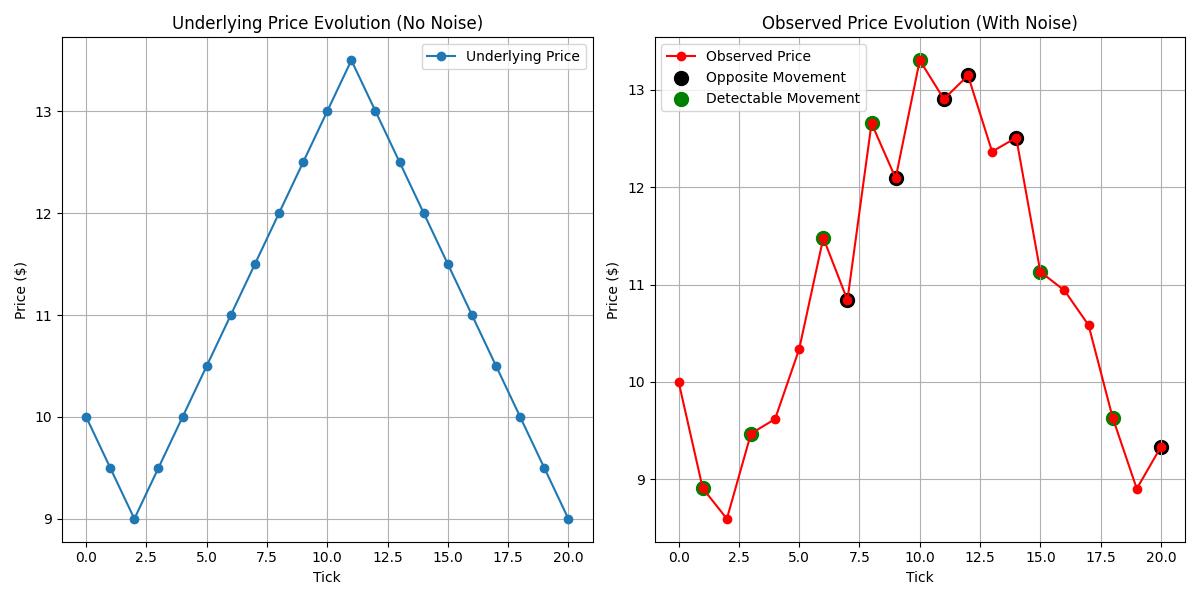 Underlying Price Evolution (No Noise)
Underlying Price
13
12
11
10
9
Price ($)
0.0 2.5 5.0 7.5 10.0 12.5 15.0 17.5 20.0
Tick
Observed Price Evolution (With Noise)
Observed Price
Opposite Movement
Detectable Movement
13
12
11
10
9
Price ($)
0.0 2.5 5.0 7.5 10.0 12.5 15.0 17.5 20.0
Tick